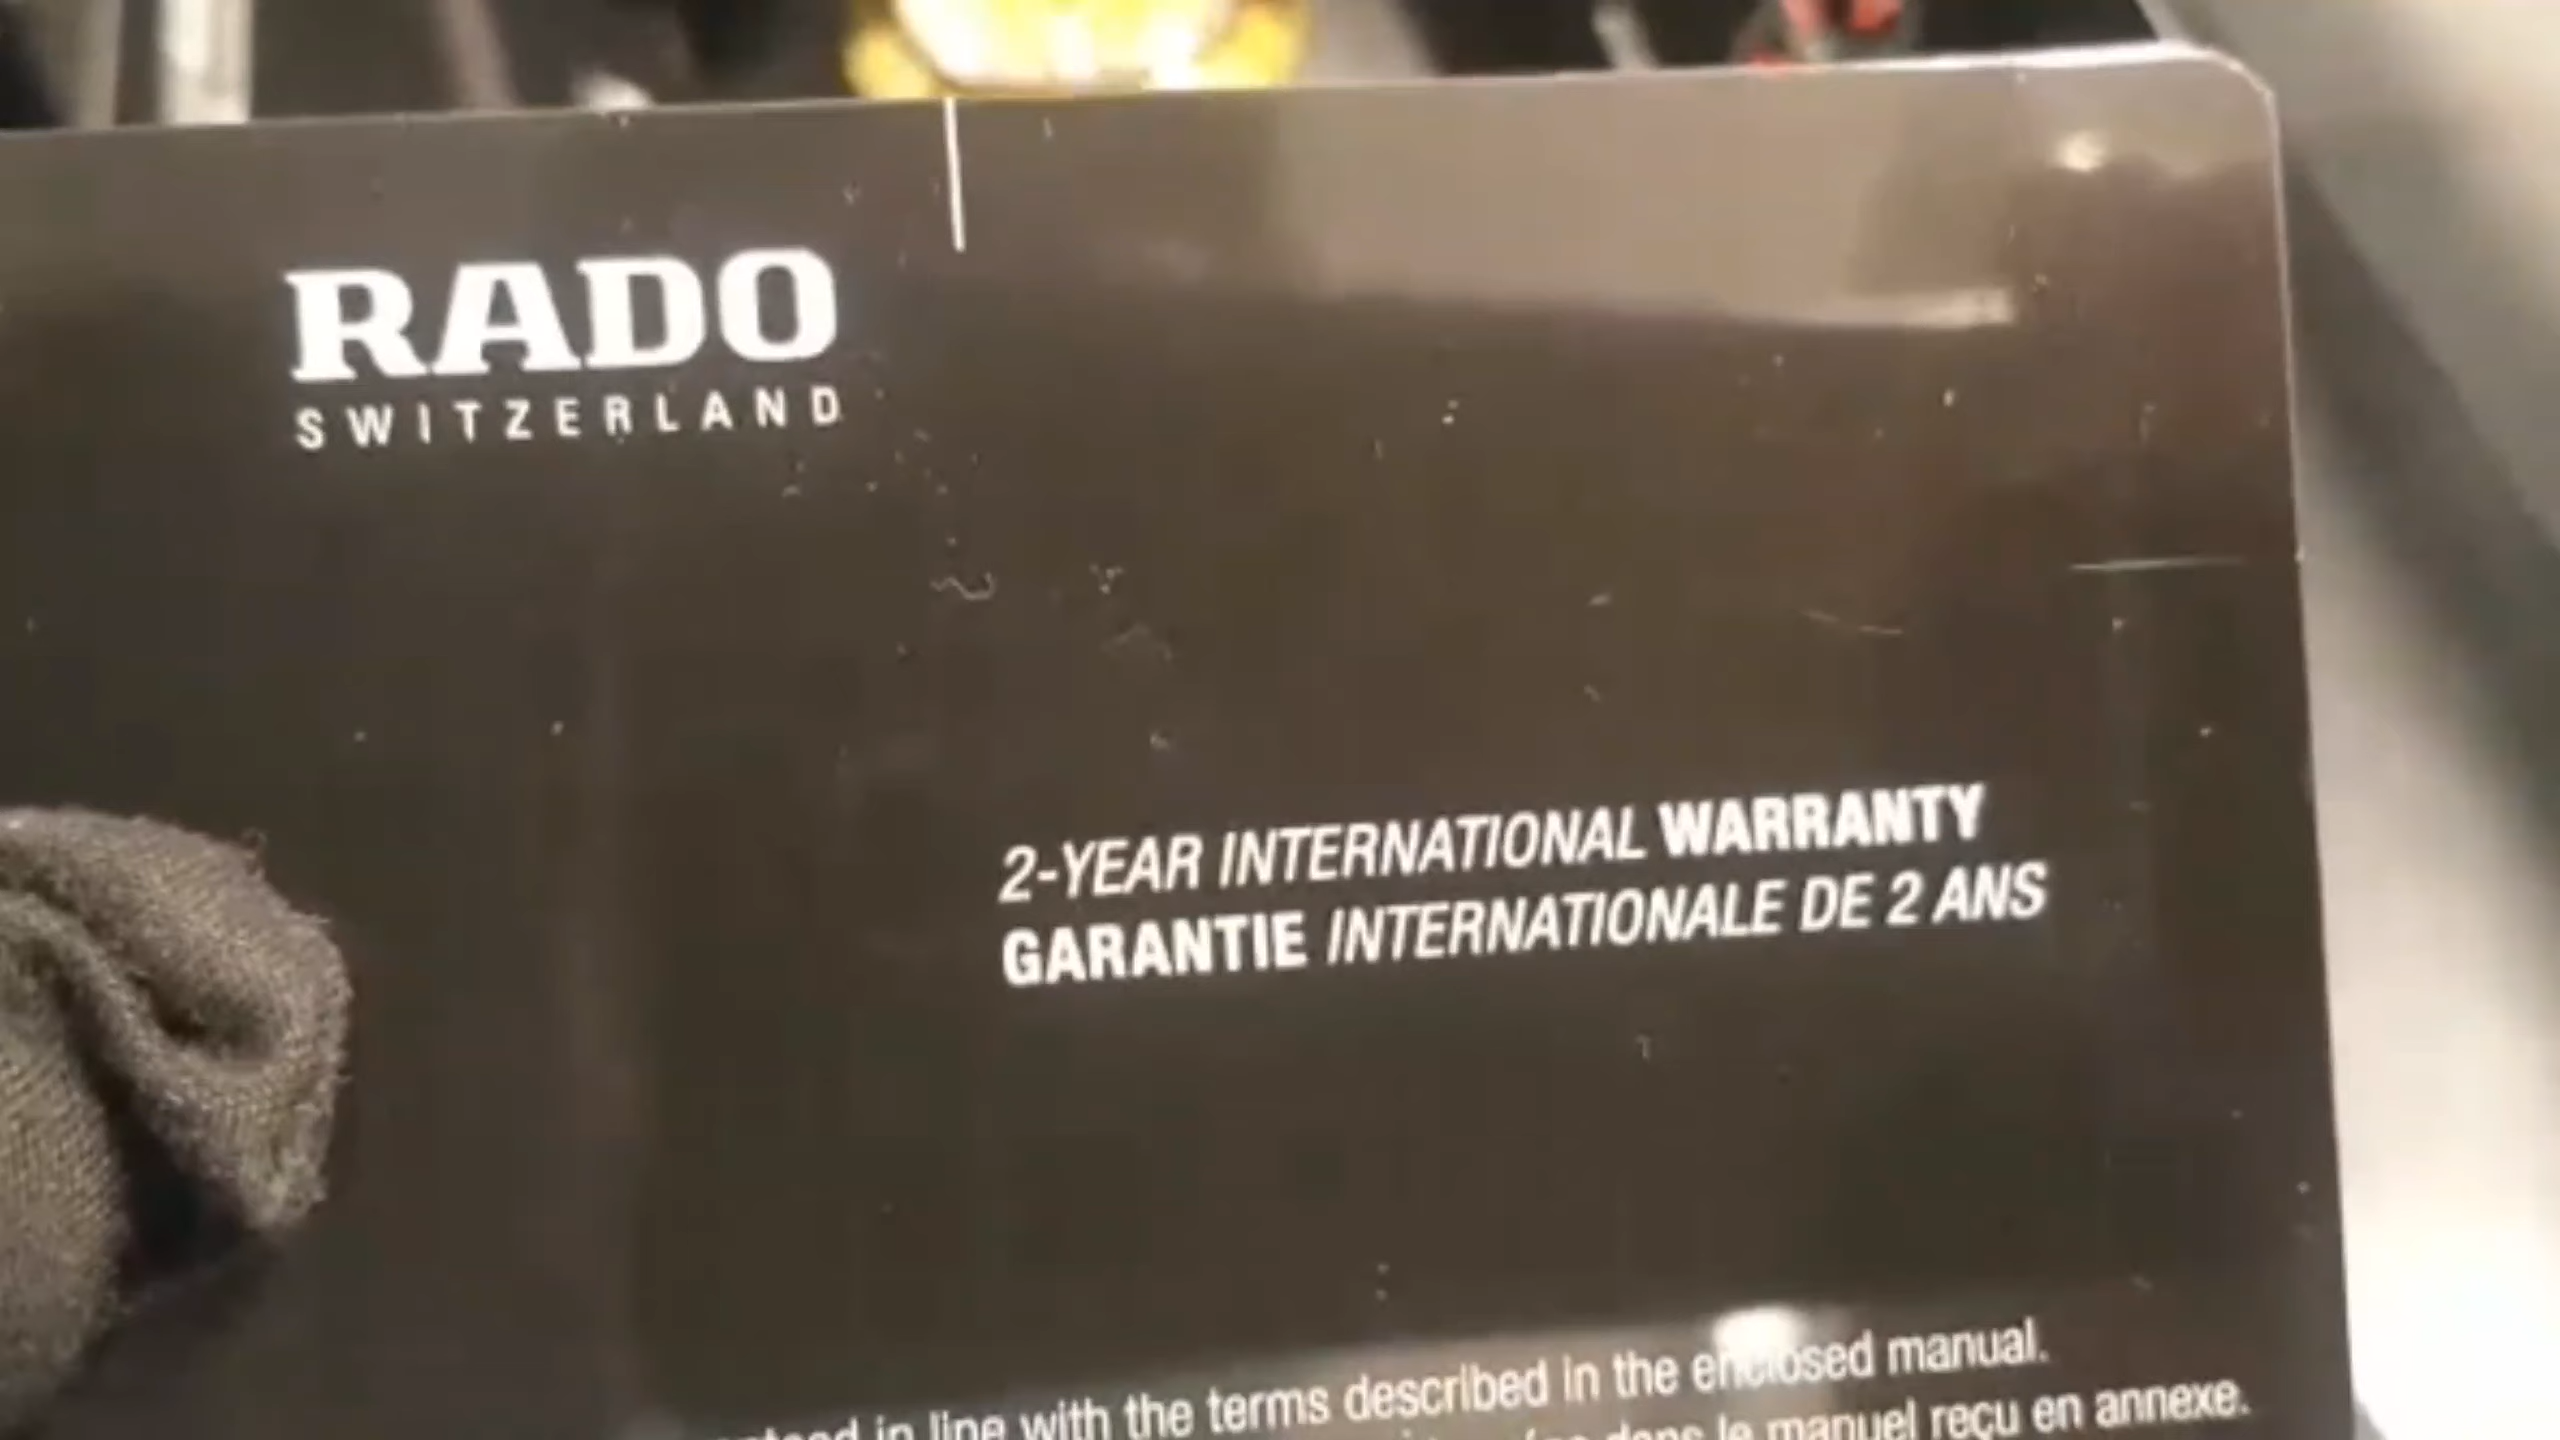 RADO
SWITZERLAND
2-YEAR INTERNATIONAL WARRANTY
GARANTIE INTERNATIONALE DE 2 ANS
in line with the terms described in the enclosed manual.
dans le manuel reçu en annexe.